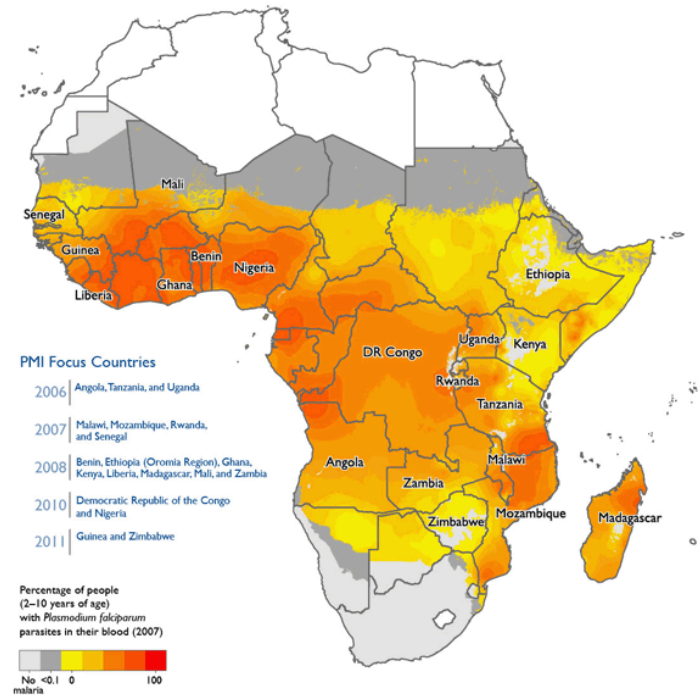 Mali
Senegal
Guinea
Benin
Nigeria
Ghana
Liberia
Ethiopia
Uganda
Kenya
DR Congo
Rwanda
Tanzania
Angola
Malawi
Zambia
Mozambique
Zimbabwe
Madagascar
PMI Focus Countries
2006 Angola, Tanzania, and Uganda
2007 Malawi, Mozambique, Rwanda,
and Senegal
2008 Benin, Ethiopia (Oromia Region), Ghana,
Kenya, Liberia, Madagascar, Mali, and Zambia
2010 Democratic Republic of the Congo
and Nigeria
2011 Guinea and Zimbabwe
Percentage of people
(2–10 years of age)
with Plasmodium falciparum
parasites in their blood (2007)
No <0.1 0 100
malaria